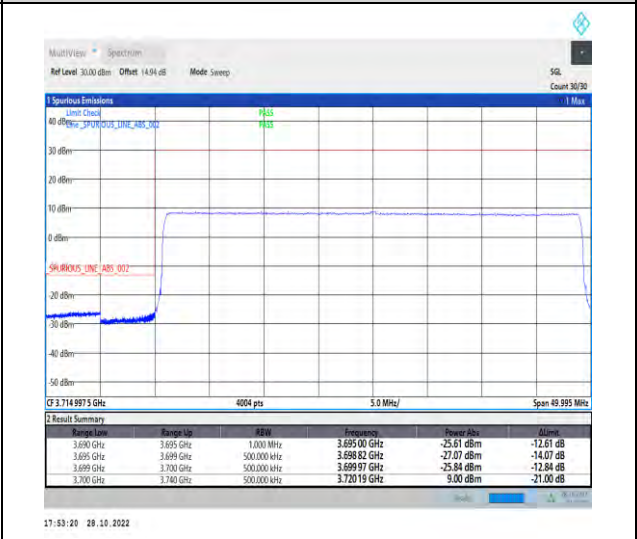 MultiView Spectrum
Ref Level 30.00 dBm Offset 14.94 dB Mode Sweep SGL
Count 30/30
1 Spurious Emissions 1 Max
Limit Check PASS
40 dBm Line _SPURIOUS_LINE_ABS_002 PASS
30 dBm
20 dBm
10 dBm
0 dBm
_SPURIOUS_LINE_ABS_002
-20 dBm
-30 dBm
-40 dBm
-50 dBm
CF 3.714 997 5 GHz 4004 pts 5.0 MHz/ Span 49.995 MHz
2 Result Summary
Range Low Range Up RBW Frequency Power Abs ΔLimit
3.690 GHz 3.695 GHz 1.000 MHz 3.695 00 GHz -25.61 dBm -12.61 dB
3.695 GHz 3.699 GHz 500.000 kHz 3.698 82 GHz -27.07 dBm -14.07 dB
3.699 GHz 3.700 GHz 500.000 kHz 3.699 97 GHz -25.84 dBm -12.84 dB
3.700 GHz 3.740 GHz 500.000 kHz 3.720 19 GHz 9.00 dBm -21.00 dB
17:53:20 28.10.2022